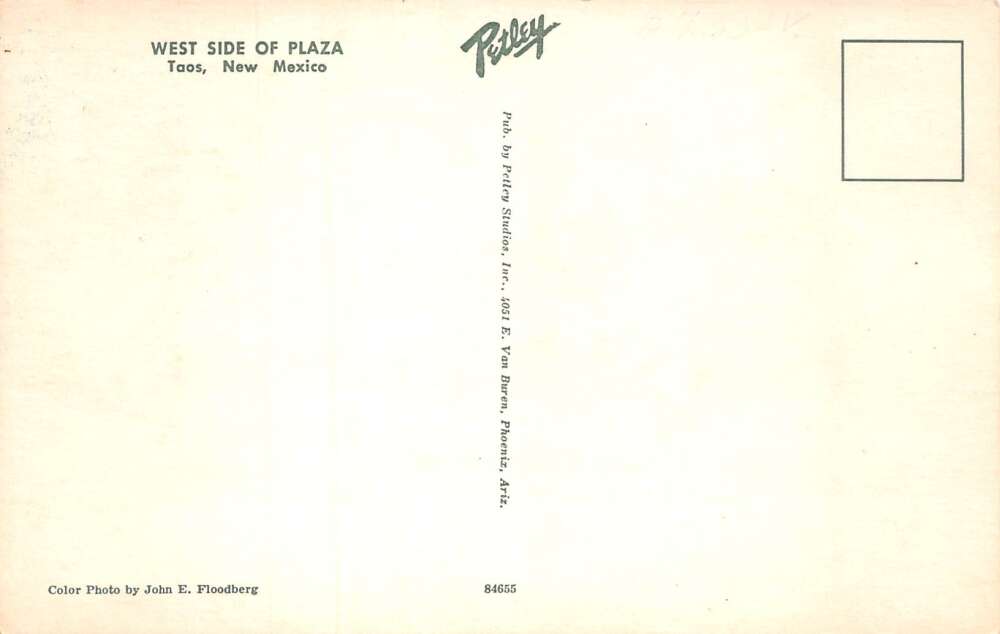 WEST SIDE OF PLAZA
Taos, New Mexico
Petley
Pub. by Petley Studios, Inc., 4051 E. Van Buren, Phoenix, Ariz.
Color Photo by John E. Floodberg
84655